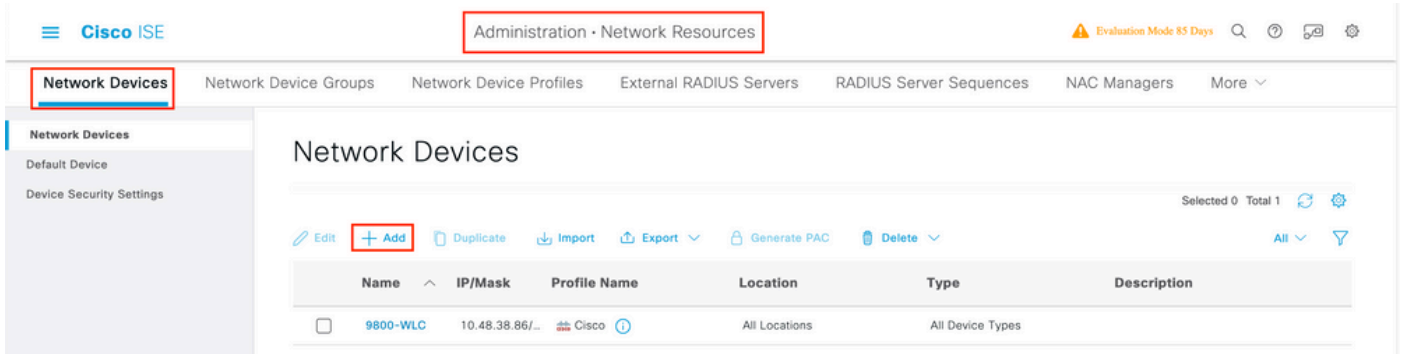 Cisco ISE
Administration · Network Resources
Evaluation Mode 85 Days
Network Devices Network Device Groups Network Device Profiles External RADIUS Servers RADIUS Server Sequences NAC Managers More
Network Devices
Default Device
Device Security Settings
Network Devices
Selected 0 Total 1
Edit Add Duplicate Import Export Generate PAC Delete All
Name IP/Mask Profile Name Location Type Description
9800-WLC 10.48.38.86/... Cisco All Locations All Device Types